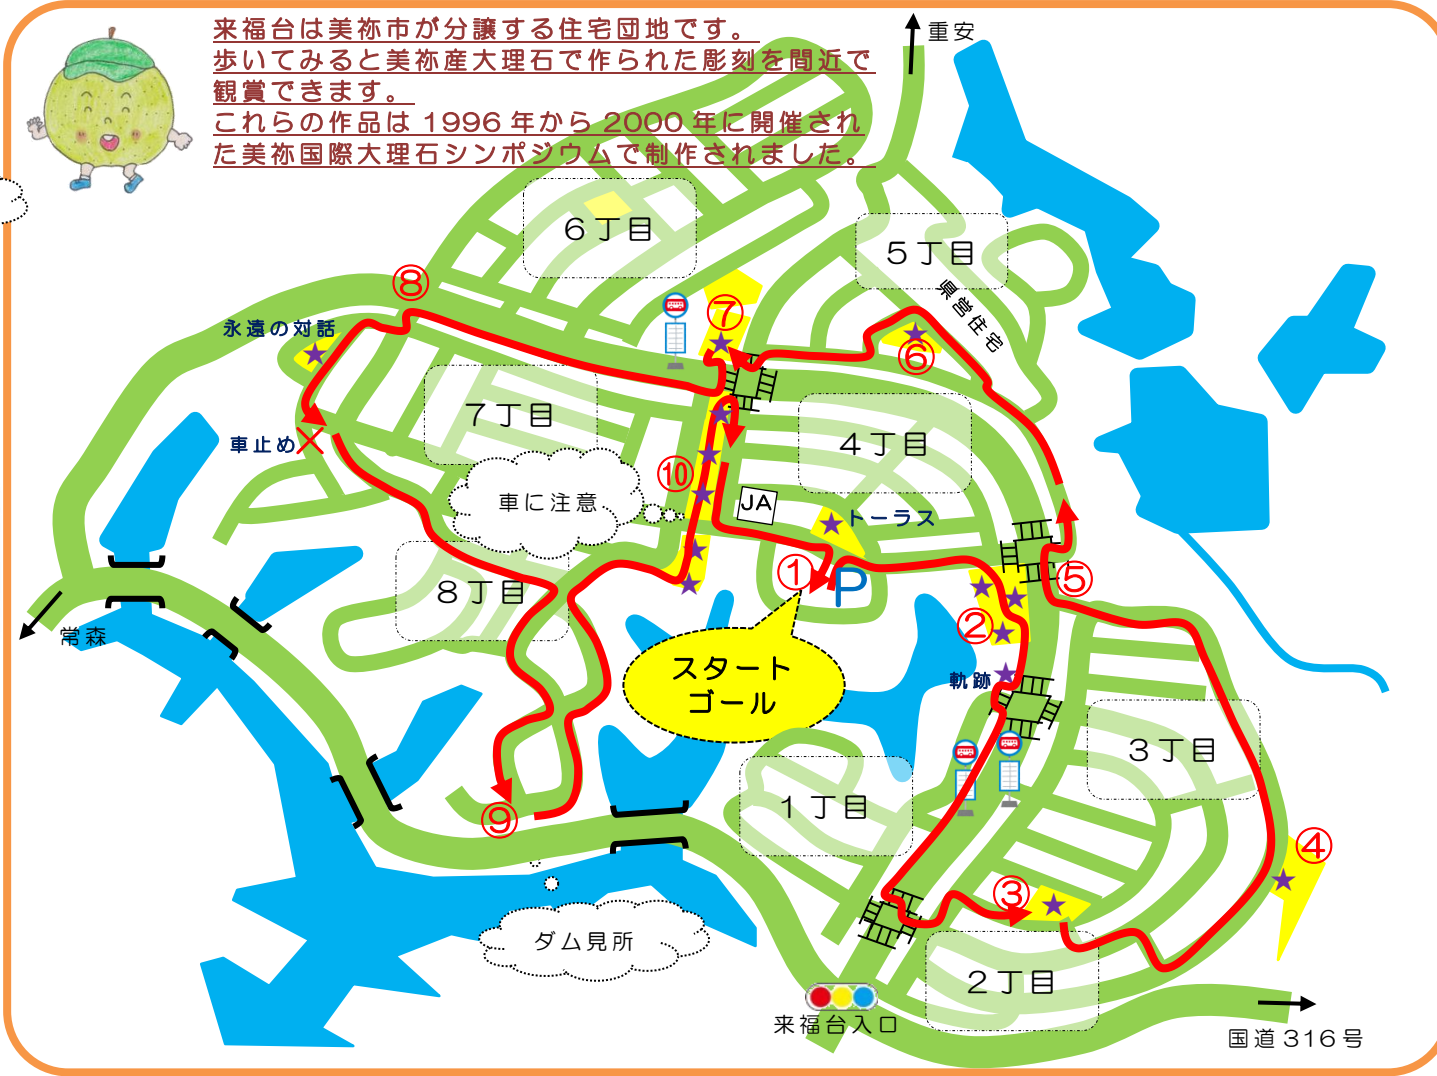 来福台は美祢市が分譲する住宅団地です。
歩いてみると美祢産大理石で作られた彫刻を間近で
観賞できます。
これらの作品は 1996 年から 2000 年に開催され
た美祢国際大理石シンポジウムで制作されました。
重安
6丁目
5丁目
県営住宅
⑧
永遠の対話
⑦
⑥
7丁目
4丁目
車止め
⑩
車に注意
JA
トーラス
8丁目
①
P
⑤
常森
②
スタート
ゴール
軌跡
3丁目
1丁目
⑨
④
③
ダム見所
2丁目
来福台入口
国道 316 号